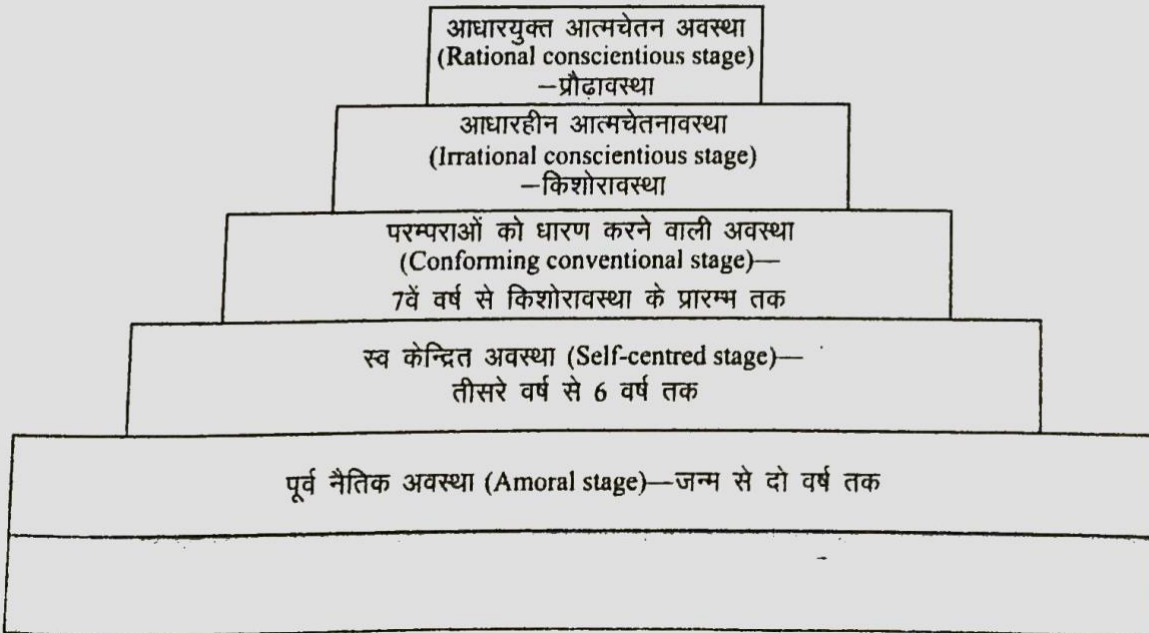 आधारयुक्त आत्मचेतन अवस्था
(Rational conscientious stage)
—प्रौढ़ावस्था
आधारहीन आत्मचेतनावस्था
(Irrational conscientious stage)
—किशोरावस्था
परम्पराओं को धारण करने वाली अवस्था
(Conforming conventional stage)—
7वें वर्ष से किशोरावस्था के प्रारम्भ तक
स्व केन्द्रित अवस्था (Self-centred stage)—
तीसरे वर्ष से 6 वर्ष तक
पूर्व नैतिक अवस्था (Amoral stage)—जन्म से दो वर्ष तक